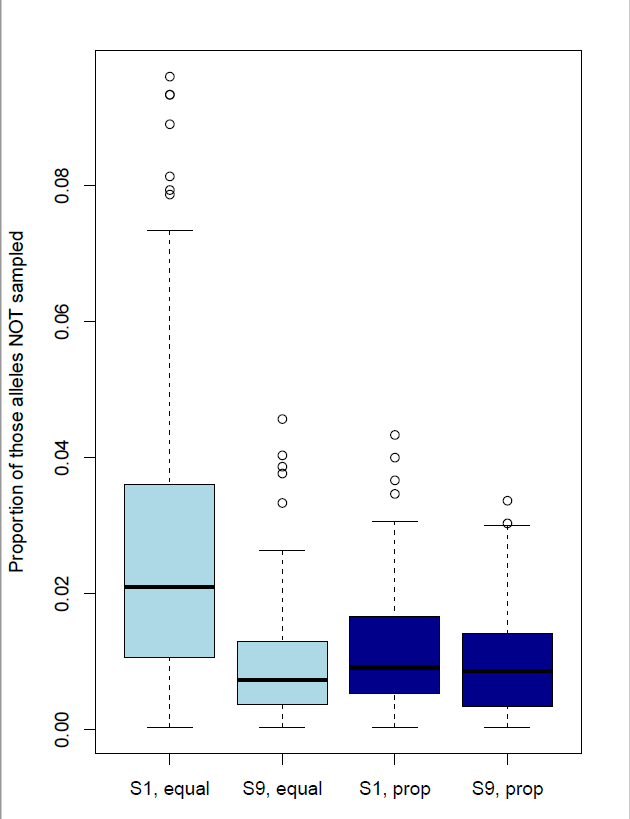 Proportion of those alleles NOT sampled
0.08
0.06
0.04
0.02
0.00
S1, equal S9, equal S1, prop S9, prop